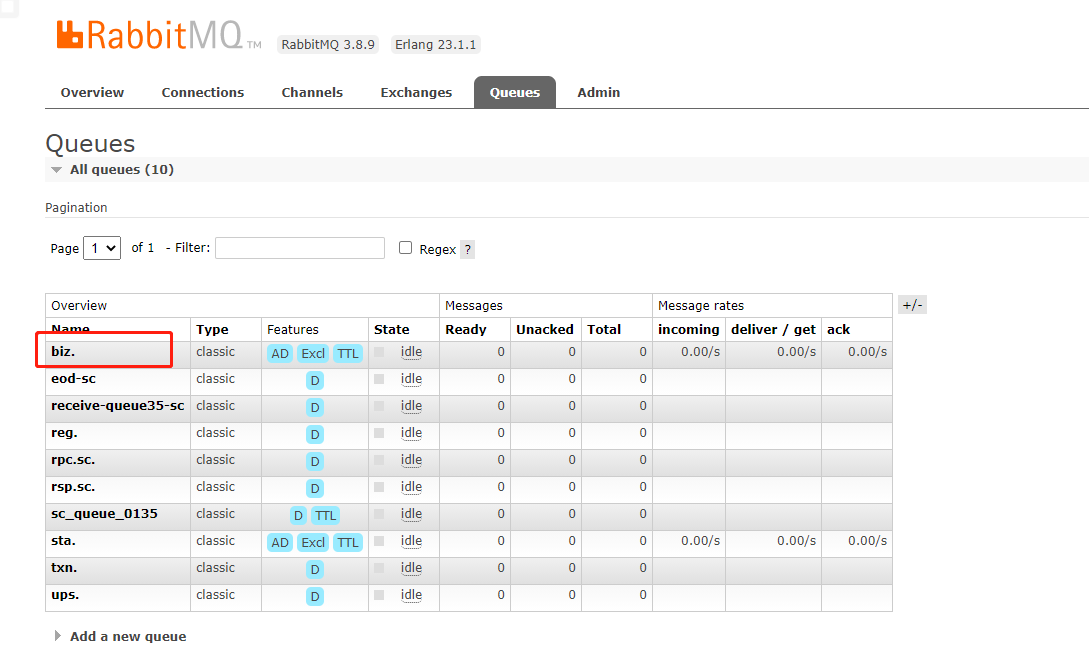 RabbitMQ TM RabbitMQ 3.8.9 Erlang 23.1.1
Overview Connections Channels Exchanges Queues Admin
Queues
All queues (10)
Pagination
Page 1 of 1 - Filter: Regex ?
Overview Messages Message rates +/-
Name Type Features State Ready Unacked Total incoming deliver / get ack
biz. classic AD Excl TTL idle 0 0 0 0.00/s 0.00/s 0.00/s
eod-sc classic D idle 0 0 0
receive-queue35-sc classic D idle 0 0 0
reg. classic D idle 0 0 0
rpc.sc. classic D idle 0 0 0
rsp.sc. classic D idle 0 0 0
sc_queue_0135 classic D TTL idle 0 0 0
sta. classic AD Excl TTL idle 0 0 0 0.00/s 0.00/s 0.00/s
txn. classic D idle 0 0 0
ups. classic D idle 0 0 0
Add a new queue